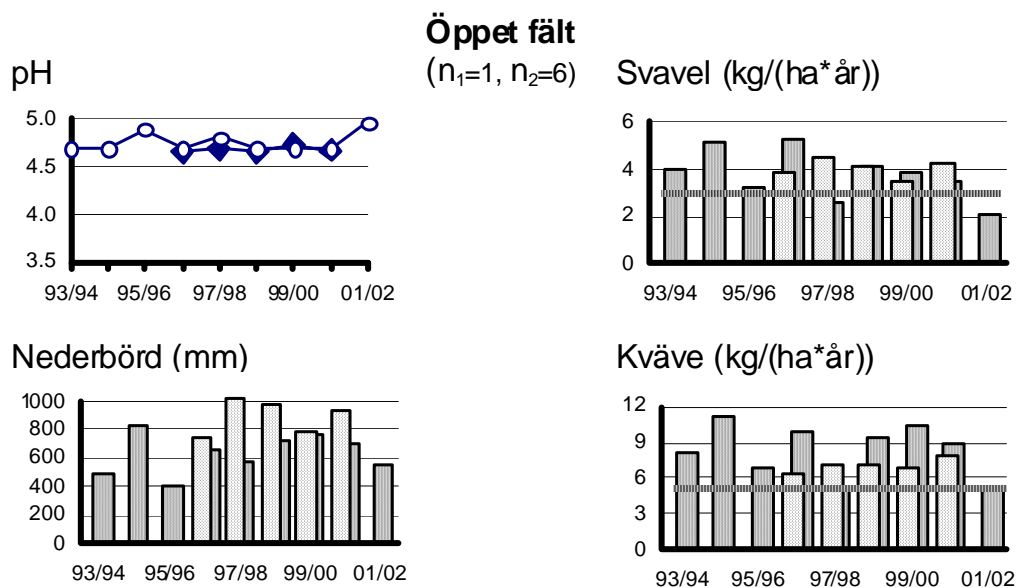 Öppet fält
(n1=1, n2=6)
pH
5.0
4.5
4.0
3.5
93/94 95/96 97/98 99/00 01/02
Svavel (kg/(ha*år))
6
4
2
0
93/94 95/96 97/98 99/00 01/02
Nederbörd (mm)
1000
800
600
400
200
0
93/94 95/96 97/98 99/00 01/02
Kväve (kg/(ha*år))
12
9
6
3
0
93/94 95/96 97/98 99/00 01/02